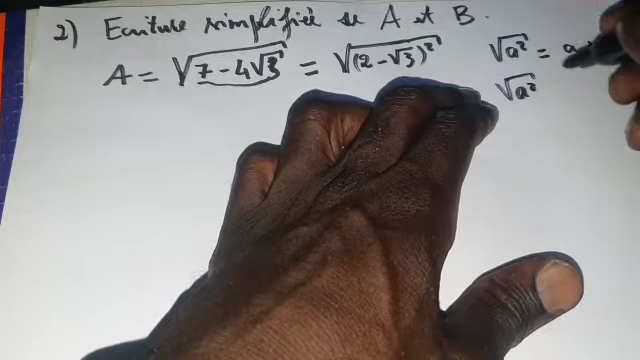 2) Ecriture simplifiée de A et B.
A = √(7 - 4√3) = √(2 - √3)² √a² = a
√a²